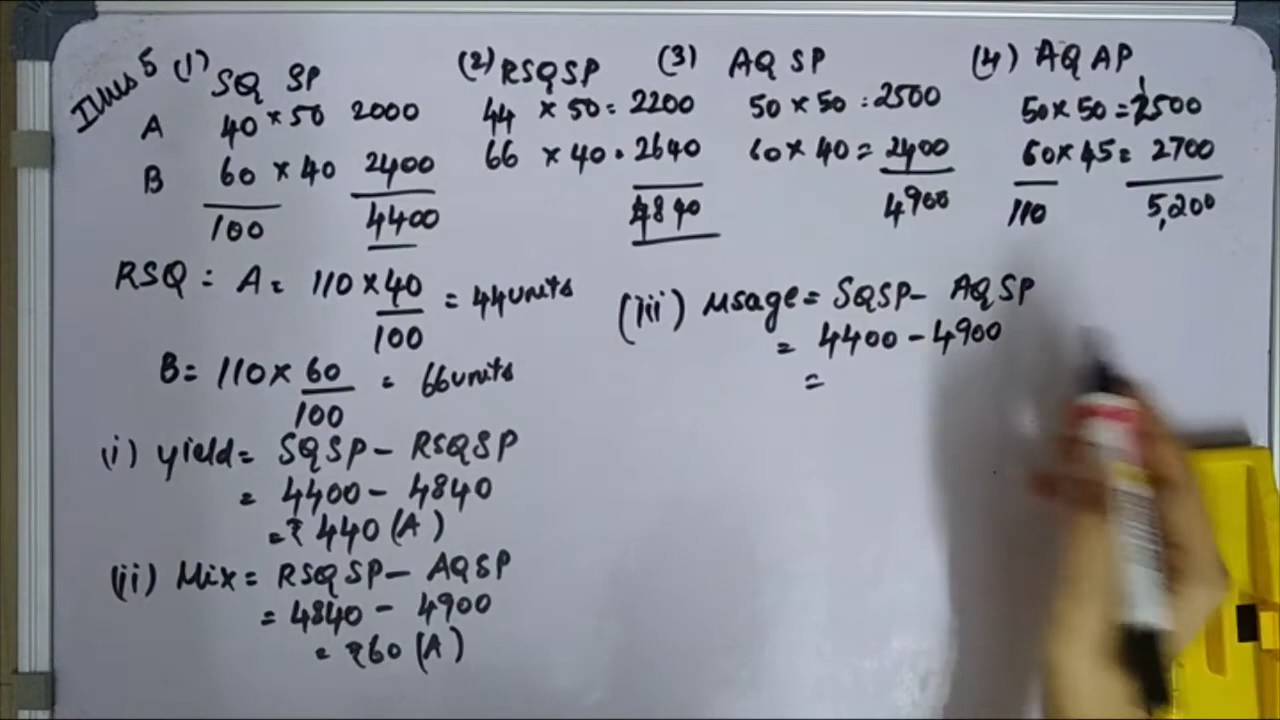 Illus 5 (1) SQ SP (2) RSQSP (3) AQ SP (4) AQ AP
A 40 × 50 2000 44 × 50 = 2200 50 × 50 = 2500 50 × 50 = 2500
B 60 × 40 2400 66 × 40 = 2640 60 × 40 = 2400 60 × 45 = 2700
100 4400 4840 4900 110 5,200
RSQ : A = 110 × 40 = 44 units
100
B = 110 × 60 = 66 units
100
(i) Yield = SQSP - RSQSP
= 4400 - 4840
= ₹ 440 (A)
(ii) Mix = RSQSP - AQSP
= 4840 - 4900
= ₹60 (A)
(iii) usage = SQSP - AQSP
= 4400 - 4900
=